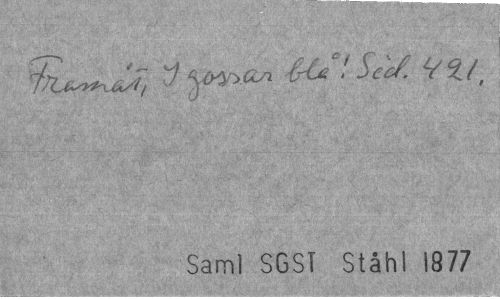 Framåt, I gossar blå! Sid. 421.
Saml SGST Ståhl 1877